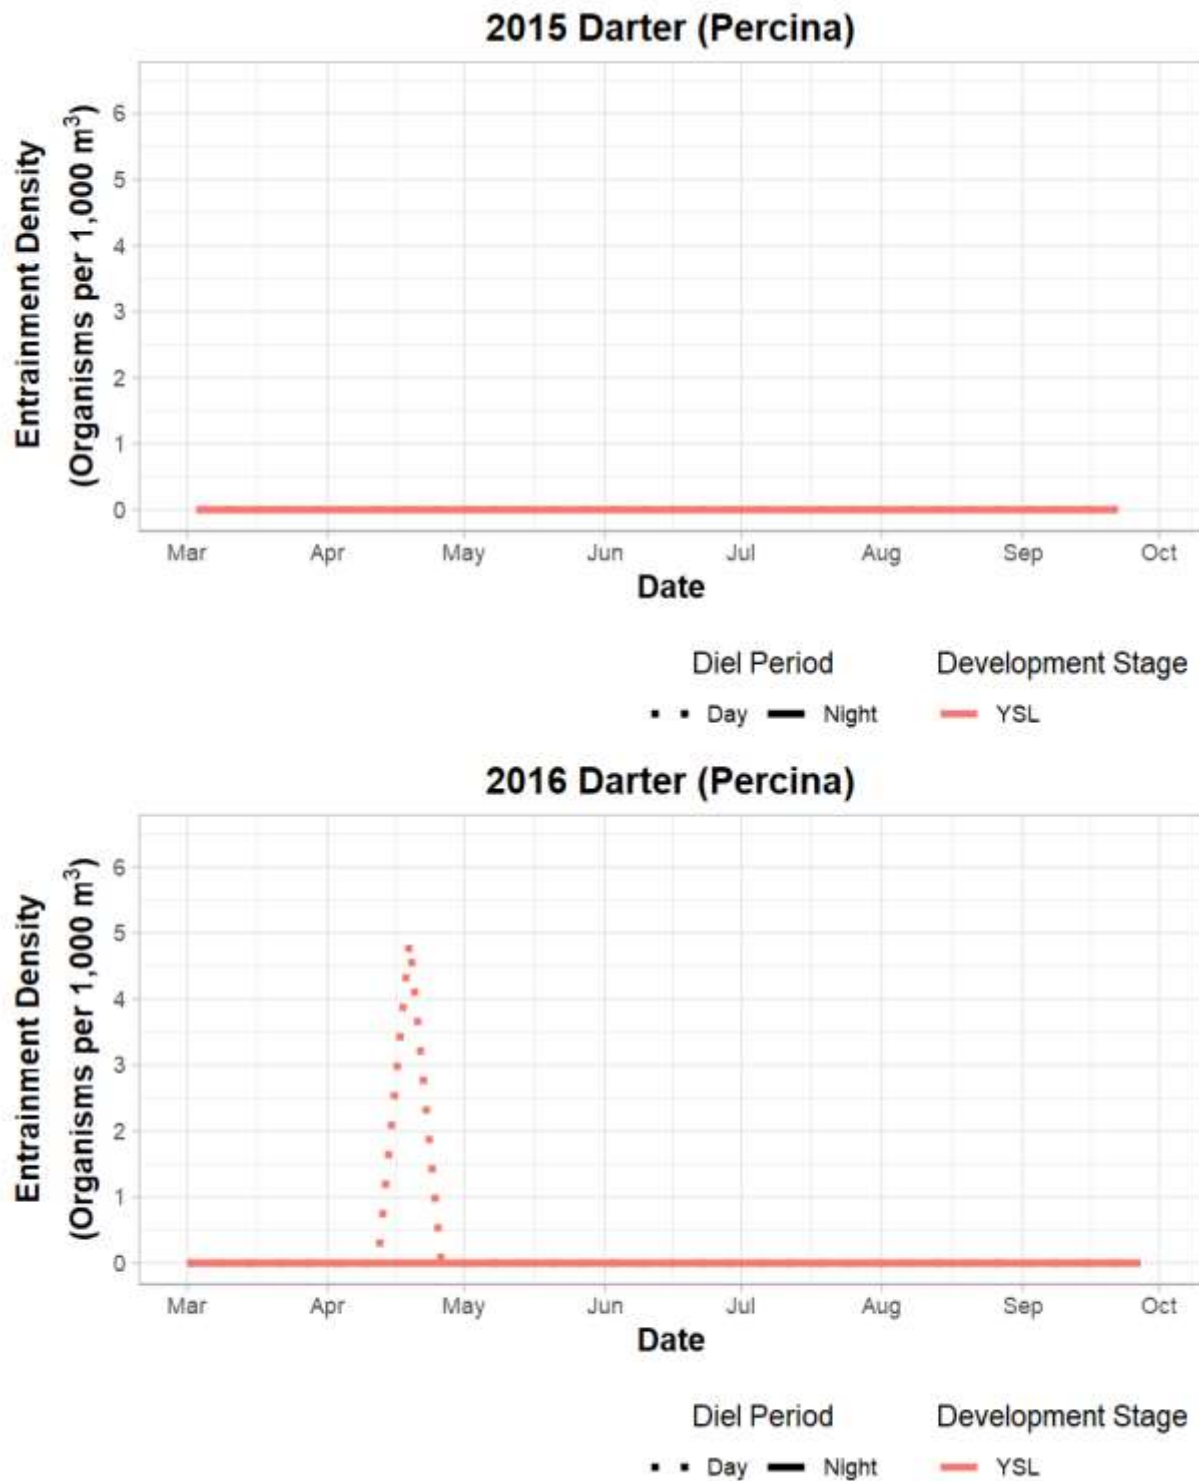 2015 Darter (Percina)
Entrainment Density
(Organisms per 1,000 m³)
6
5
4
3
2
1
0
Mar Apr May Jun Jul Aug Sep Oct
Date
Diel Period Development Stage
Day Night YSL
2016 Darter (Percina)
Entrainment Density
(Organisms per 1,000 m³)
6
5
4
3
2
1
0
Mar Apr May Jun Jul Aug Sep Oct
Date
Diel Period Development Stage
Day Night YSL